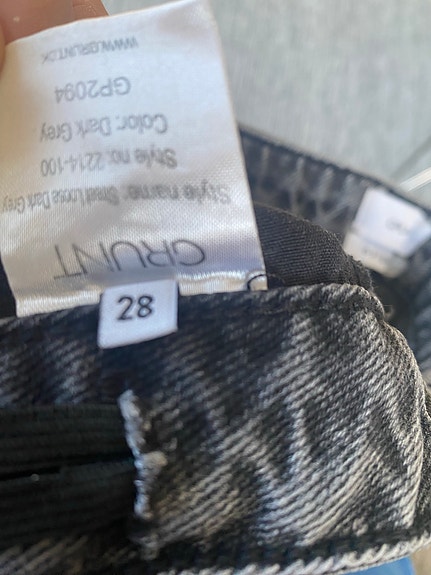 GRUNT
Style name: Street Loose Dark Grey
Style no: 2214-100
Color: Dark Grey
GP2094
WWW.GRUNT.DK
28